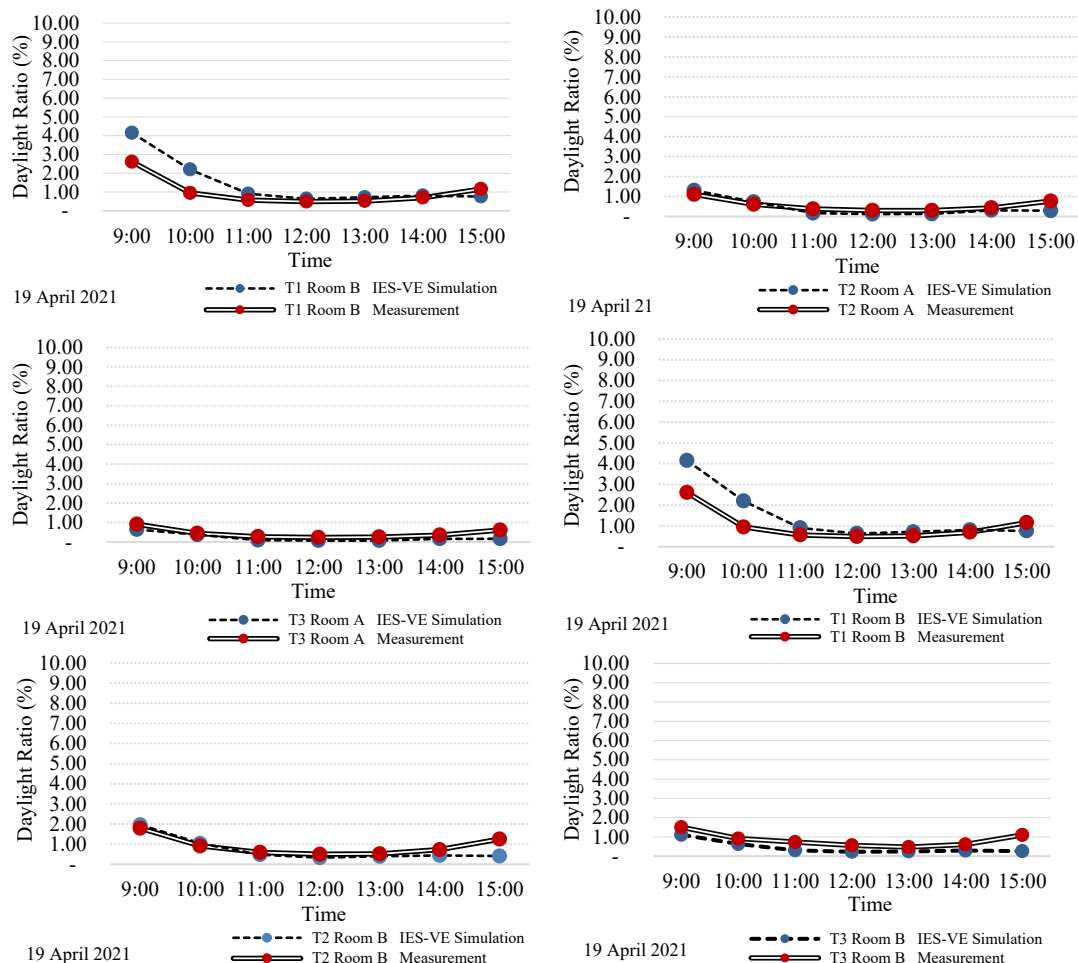 Daylight Ratio (%)
10.00
9.00
8.00
7.00
6.00
5.00
4.00
3.00
2.00
1.00
-
9:00 10:00 11:00 12:00 13:00 14:00 15:00
Time
19 April 2021
T1 Room B IES-VE Simulation
T1 Room B Measurement
Daylight Ratio (%)
10.00
9.00
8.00
7.00
6.00
5.00
4.00
3.00
2.00
1.00
-
9:00 10:00 11:00 12:00 13:00 14:00 15:00
Time
19 April 21
T2 Room A IES-VE Simulation
T2 Room A Measurement
Daylight Ratio (%)
10.00
9.00
8.00
7.00
6.00
5.00
4.00
3.00
2.00
1.00
-
9:00 10:00 11:00 12:00 13:00 14:00 15:00
Time
19 April 2021
T3 Room A IES-VE Simulation
T3 Room A Measurement
Daylight Ratio (%)
10.00
9.00
8.00
7.00
6.00
5.00
4.00
3.00
2.00
1.00
-
9:00 10:00 11:00 12:00 13:00 14:00 15:00
Time
19 April 2021
T1 Room B IES-VE Simulation
T1 Room B Measurement
Daylight Ratio (%)
10.00
9.00
8.00
7.00
6.00
5.00
4.00
3.00
2.00
1.00
-
9:00 10:00 11:00 12:00 13:00 14:00 15:00
Time
19 April 2021
T2 Room B IES-VE Simulation
T2 Room B Measurement
Daylight Ratio (%)
10.00
9.00
8.00
7.00
6.00
5.00
4.00
3.00
2.00
1.00
-
9:00 10:00 11:00 12:00 13:00 14:00 15:00
Time
19 April 2021
T3 Room B IES-VE Simulation
T3 Room B Measurement